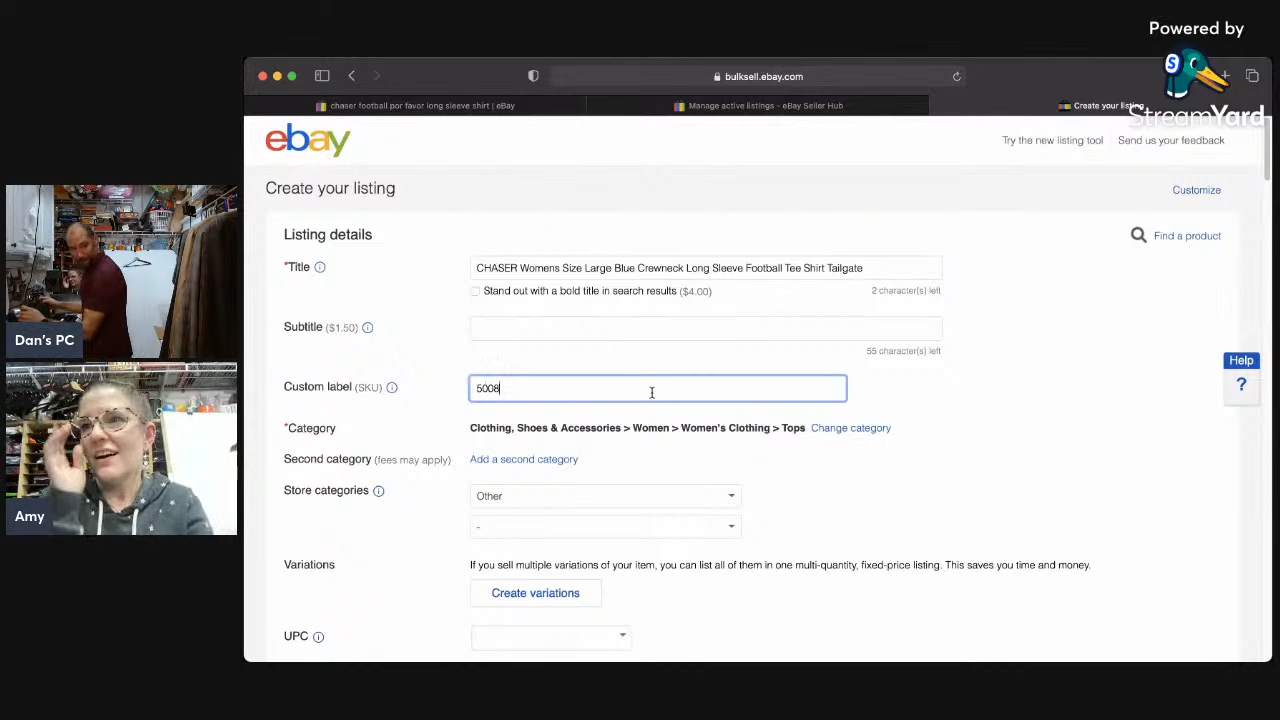 Powered by
StreamYard
S
bulksell.ebay.com
chaser football por favor long sleeve shirt | eBay
Manage active listings - eBay Seller Hub
Create your listing
ebay
Try the new listing tool
Send us your feedback
Create your listing
Customize
Listing details
Find a product
*Title
CHASER Womens Size Large Blue Crewneck Long Sleeve Football Tee Shirt Tailgate
Stand out with a bold title in search results ($4.00)
2 character(s) left
Subtitle ($1.50)
55 character(s) left
Custom label (SKU)
5008
*Category
Clothing, Shoes & Accessories > Women > Women's Clothing > Tops
Change category
Second category (fees may apply)
Add a second category
Store categories
Other
-
Variations
If you sell multiple variations of your item, you can list all of them in one multi-quantity, fixed-price listing. This saves you time and money.
Create variations
UPC
Help
?
Dan's PC
Amy